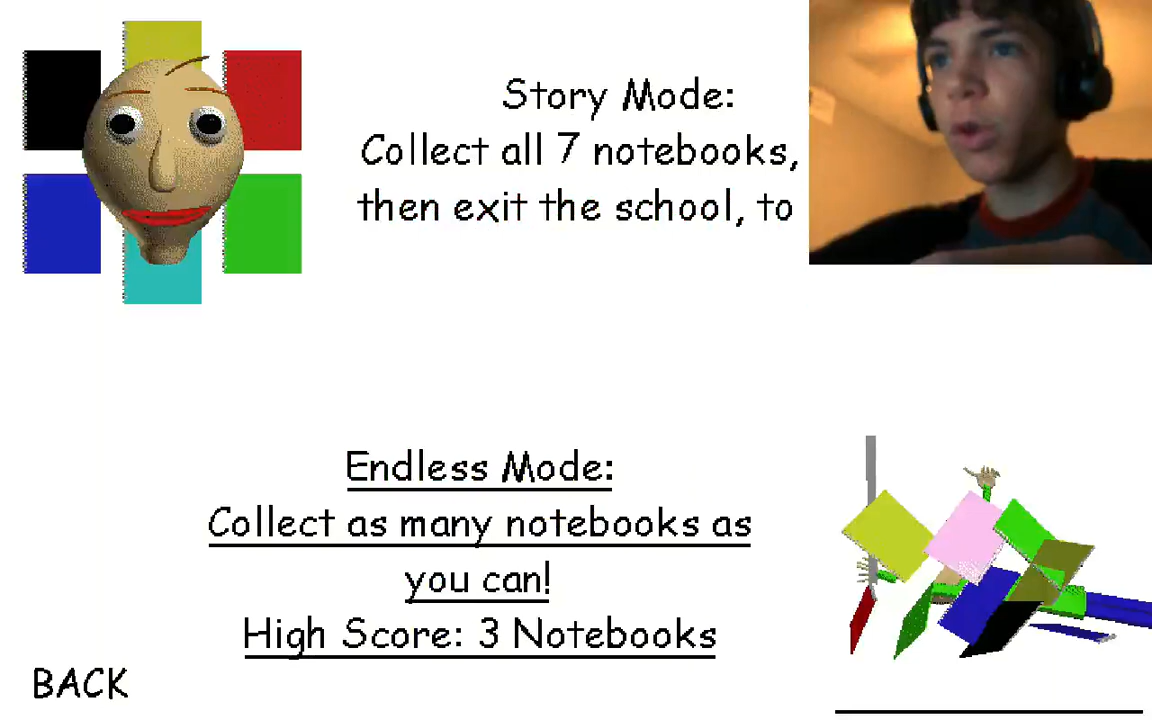 Story Mode:
Collect all 7 notebooks,
then exit the school, to
Endless Mode:
Collect as many notebooks as
you can!
High Score: 3 Notebooks
BACK